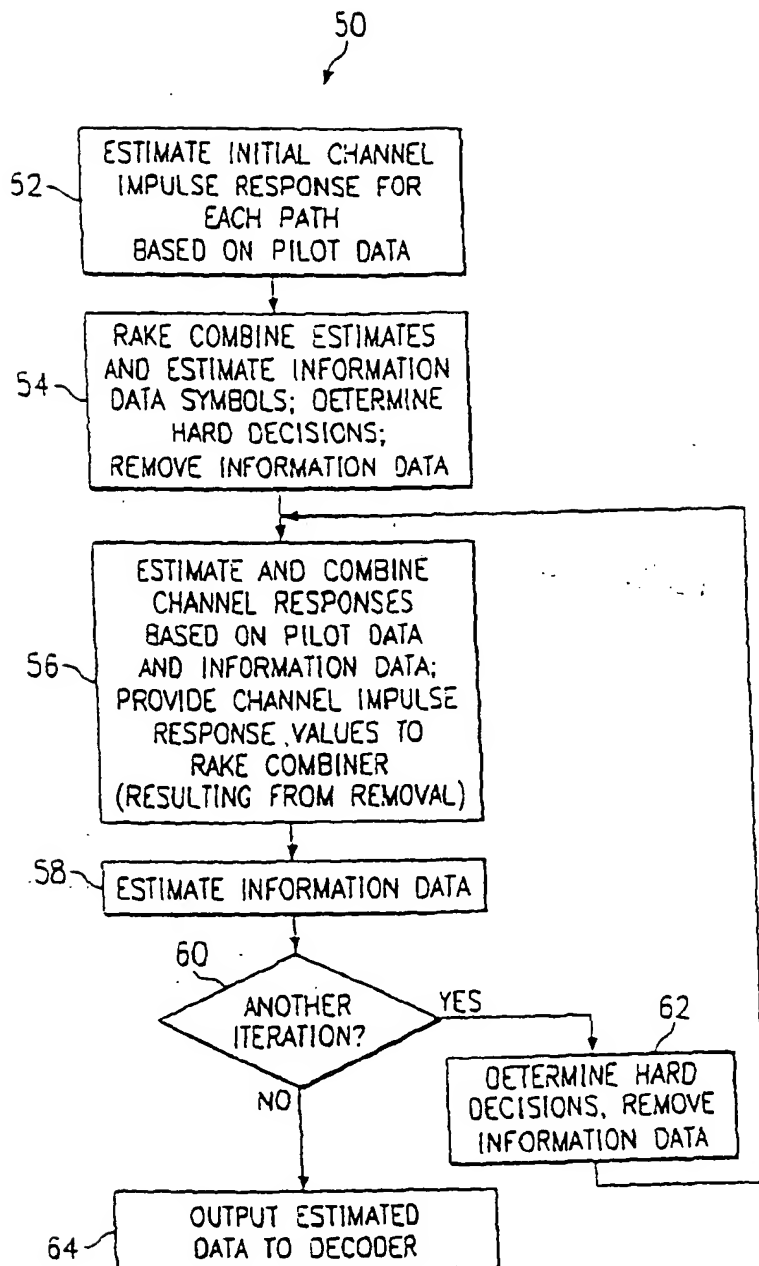 50
52
ESTIMATE INITIAL CHANNEL
IMPULSE RESPONSE FOR
EACH PATH
BASED ON PILOT DATA
54
RAKE COMBINE ESTIMATES
AND ESTIMATE INFORMATION
DATA SYMBOLS; DETERMINE
HARD DECISIONS;
REMOVE INFORMATION DATA
56
ESTIMATE AND COMBINE
CHANNEL RESPONSES
BASED ON PILOT DATA
AND INFORMATION DATA;
PROVIDE CHANNEL IMPULSE
RESPONSE VALUES TO
RAKE COMBINER
(RESULTING FROM REMOVAL)
58
ESTIMATE INFORMATION DATA
60
ANOTHER
ITERATION?
YES
NO
62
DETERMINE HARD
DECISIONS, REMOVE
INFORMATION DATA
64
OUTPUT ESTIMATED
DATA TO DECODER